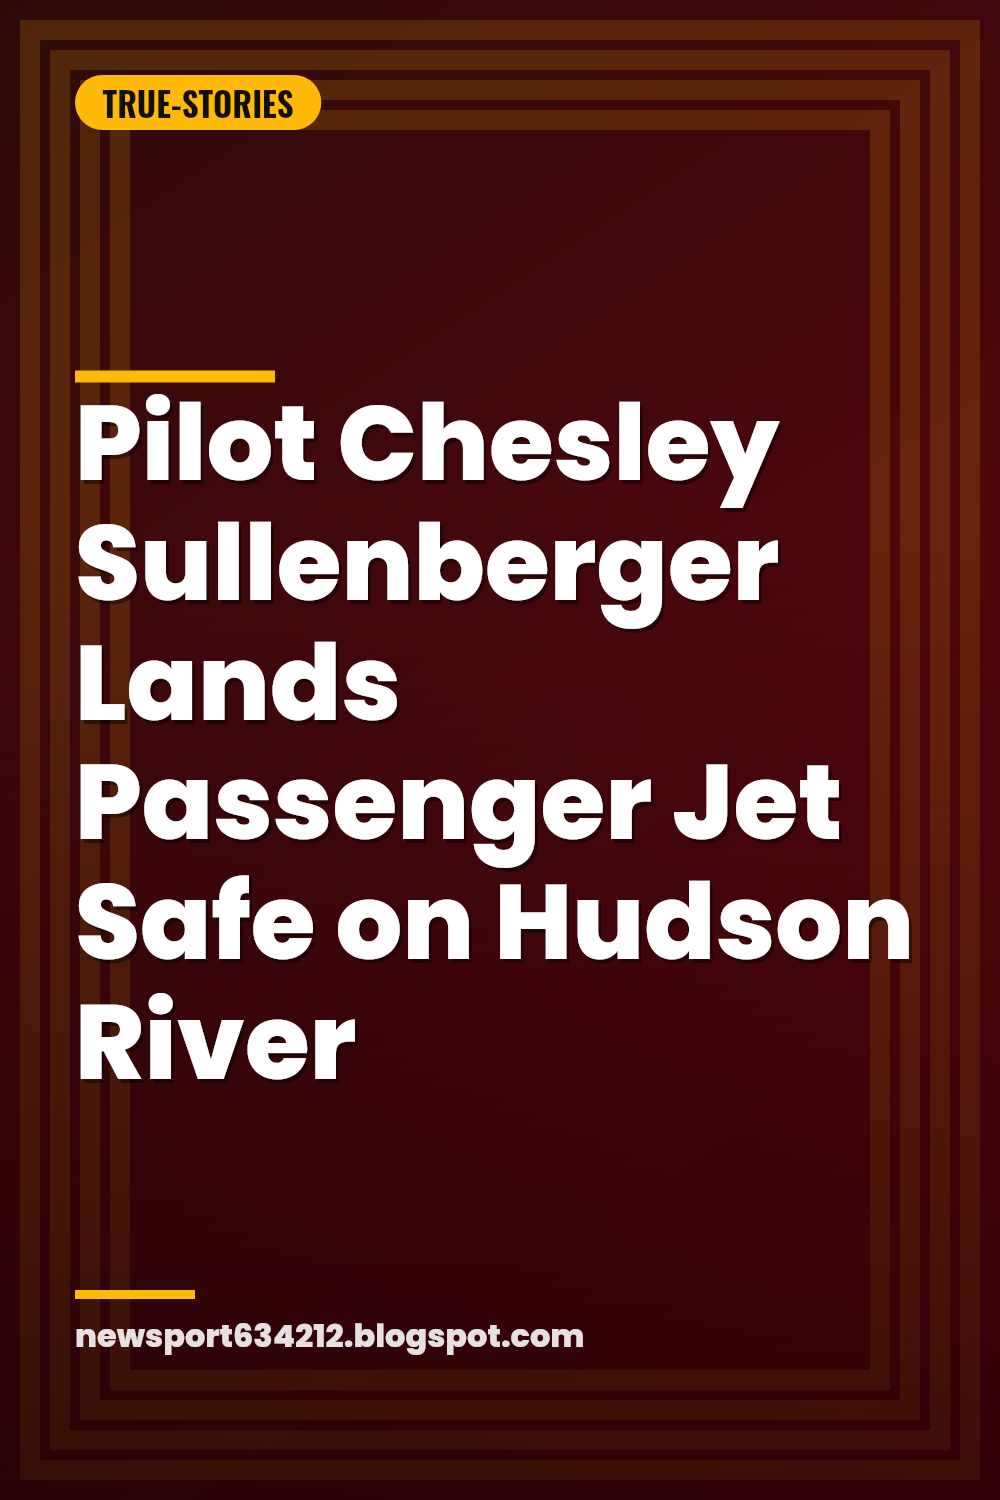 TRUE-STORIES
Pilot Chesley
Sullenberger
Lands
Passenger Jet
Safe on Hudson
River
newsport634212.blogspot.com